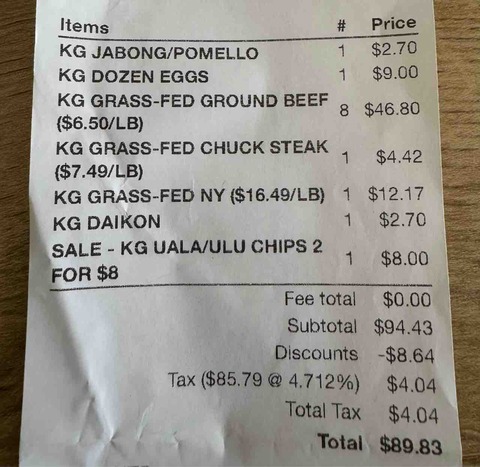 Items # Price
KG JABONG/POMELLO 1 $2.70
KG DOZEN EGGS 1 $9.00
KG GRASS-FED GROUND BEEF
($6.50/LB) 8 $46.80
KG GRASS-FED CHUCK STEAK
($7.49/LB) 1 $4.42
KG GRASS-FED NY ($16.49/LB) 1 $12.17
KG DAIKON 1 $2.70
SALE - KG UALA/ULU CHIPS 2
FOR $8 1 $8.00
Fee total $0.00
Subtotal $94.43
Discounts -$8.64
Tax ($85.79 @ 4.712%) $4.04
Total Tax $4.04
Total $89.83